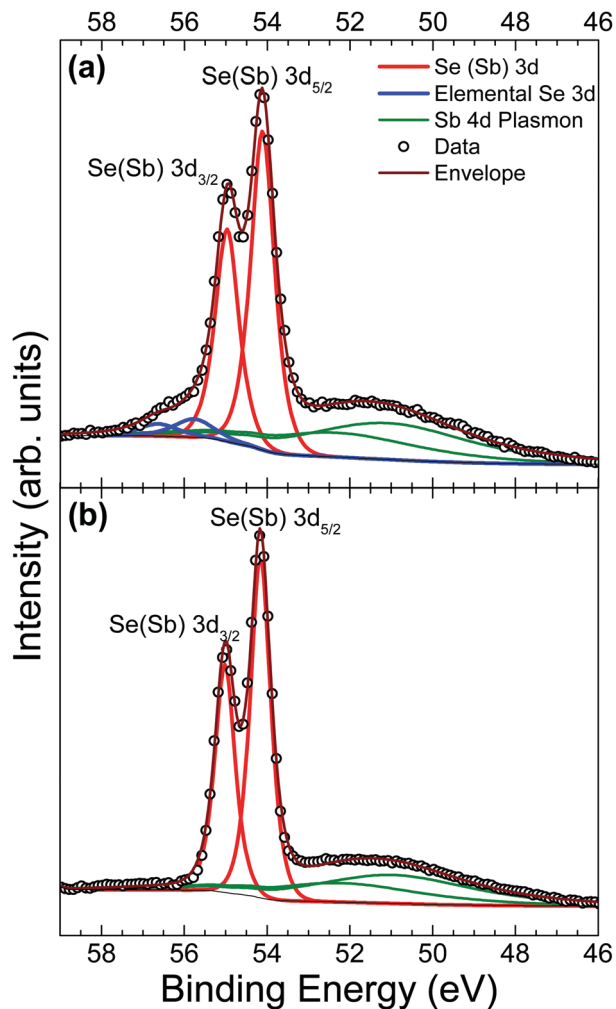 58 56 54 52 50 48 46
(a)
Se(Sb) 3d5/2
Se(Sb) 3d3/2
Se (Sb) 3d
Elemental Se 3d
Sb 4d Plasmon
Data
Envelope
(b)
Se(Sb) 3d5/2
Se(Sb) 3d3/2
Intensity (arb. units)
58 56 54 52 50 48 46
Binding Energy (eV)